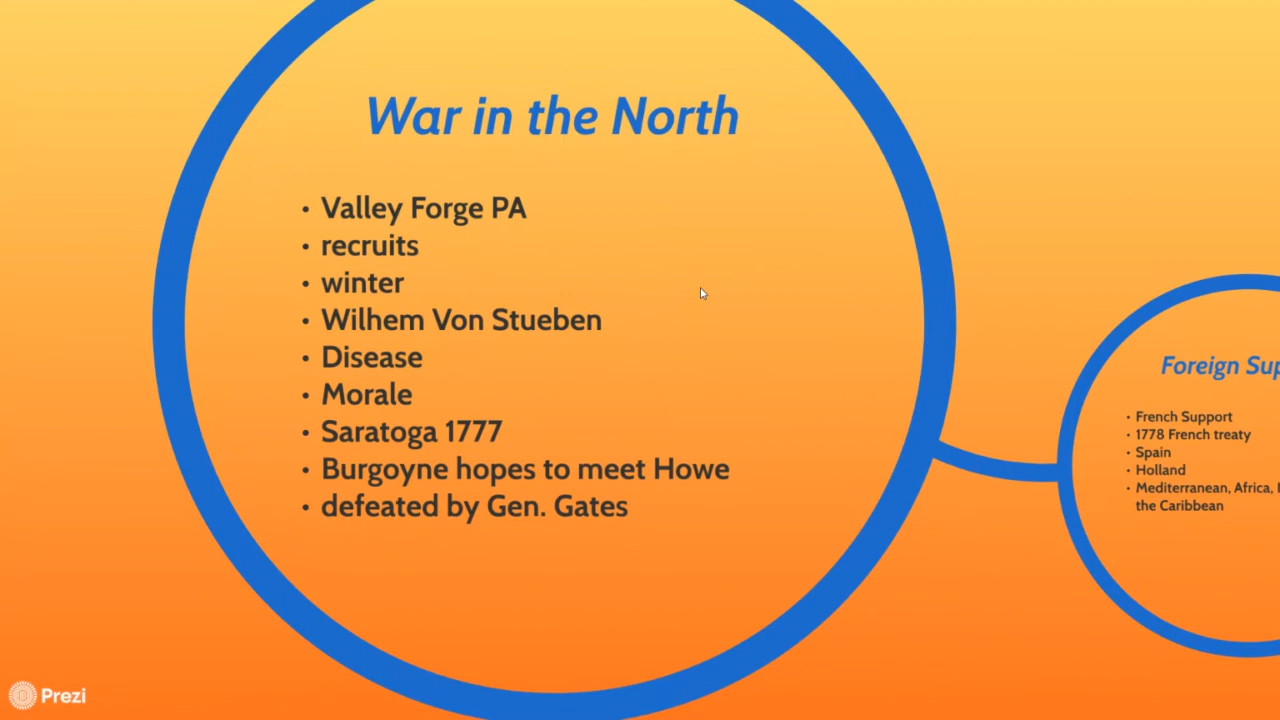 War in the North
• Valley Forge PA
• recruits
• winter
• Wilhem Von Stueben
• Disease
• Morale
• Saratoga 1777
• Burgoyne hopes to meet Howe
• defeated by Gen. Gates
Foreign
• French Support
• 1778 French treaty
• Spain
• Holland
• Mediterranean, Africa,
the Caribbean
Prezi